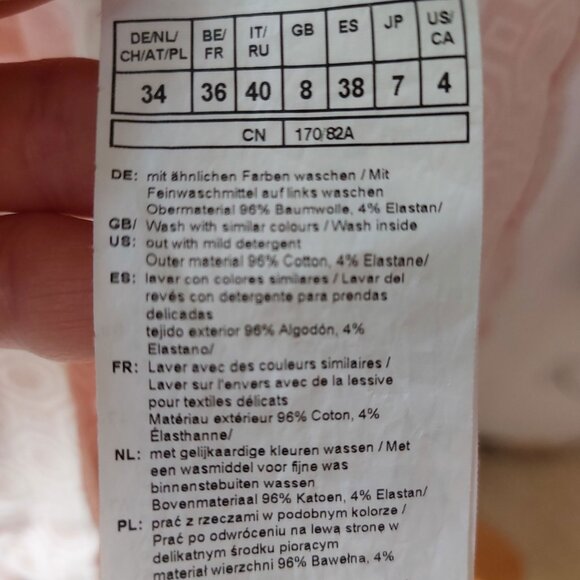 DE/NL/ BE/ IT/ GB ES JP US/
CH/AT/PL FR RU CA
34 36 40 8 38 7 4
CN 170/82A
DE: mit ähnlichen Farben waschen / Mit
Feinwaschmittel auf links waschen
Obermaterial 96% Baumwolle, 4% Elastan/
GB/ Wash with similar colours / Wash inside
US: out with mild detergent
Outer material 96% Cotton, 4% Elastane/
ES: lavar con colores similares / Lavar del
revés con detergente para prendas
delicadas
tejido exterior 96% Algodón, 4%
Elastano/
FR: Laver avec des couleurs similaires /
Laver sur l'envers avec de la lessive
pour textiles délicats
Matériau extérieur 96% Coton, 4%
Élasthanne/
NL: met gelijkaardige kleuren wassen / Met
een wasmiddel voor fijne was
binnenstebuiten wassen
Bovenmateriaal 96% Katoen, 4% Elastan/
PL: prać z rzeczami w podobnym kolorze /
Prać po odwróceniu na lewą stronę w
delikatnym środku piorącym
materiał wierzchni 96% Bawełna, 4%